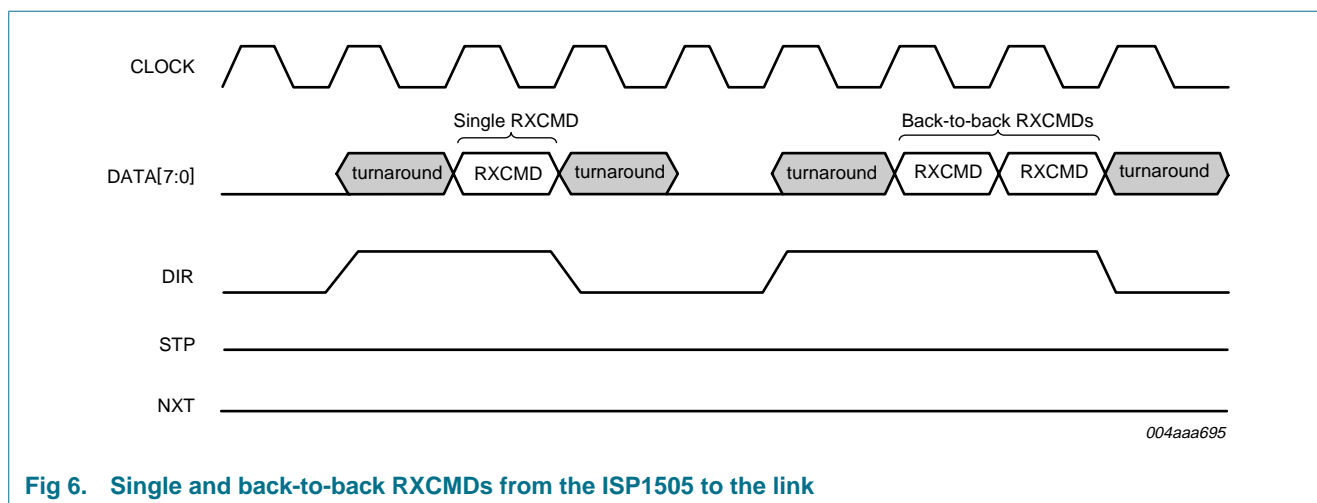 CLOCK
Single RXCMD
Back-to-back RXCMDs
DATA[7:0]
turnaround
RXCMD
turnaround
turnaround
RXCMD
RXCMD
turnaround
DIR
STP
NXT
004aaa695
Fig 6. Single and back-to-back RXCMDs from the ISP1505 to the link